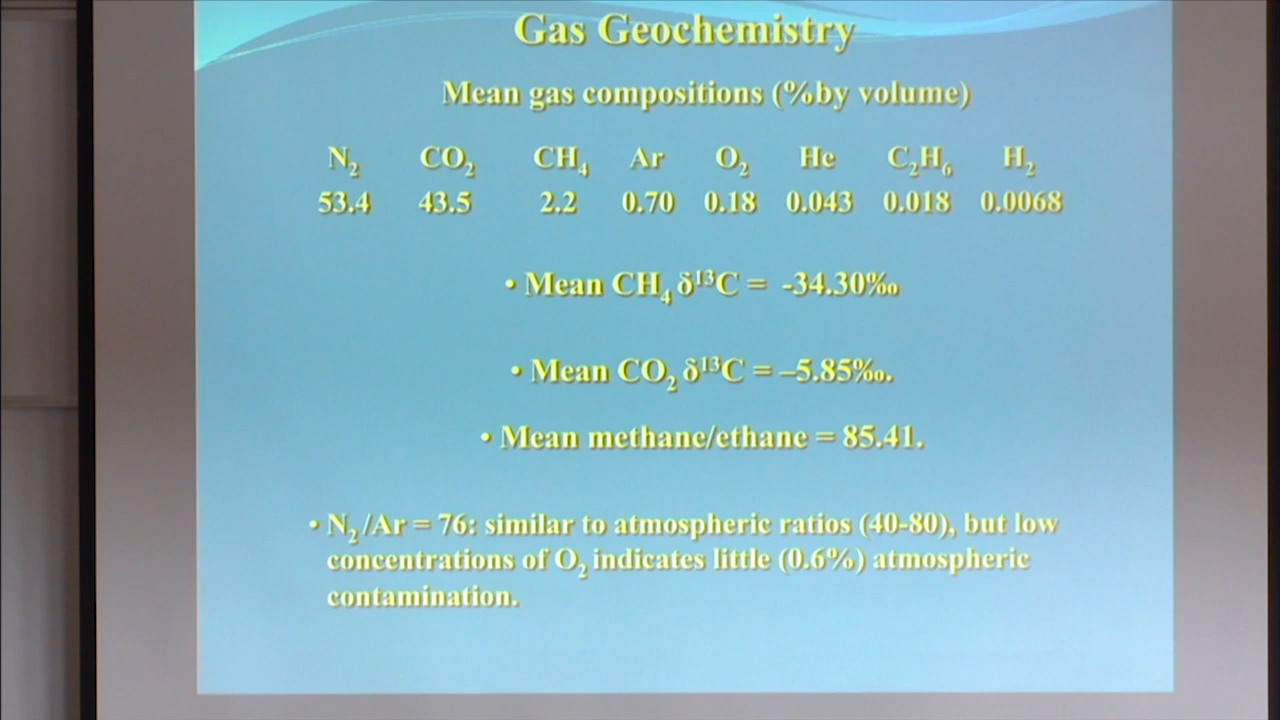 Gas Geochemistry
Mean gas compositions (%by volume)
N₂ CO₂ CH₄ Ar O₂ He C₂H₆ H₂
53.4 43.5 2.2 0.70 0.18 0.043 0.018 0.0068
• Mean CH₄ δ¹³C = -34.30‰
• Mean CO₂ δ¹³C = –5.85‰.
• Mean methane/ethane = 85.41.
• N₂ /Ar = 76: similar to atmospheric ratios (40-80), but low
concentrations of O₂ indicates little (0.6%) atmospheric
contamination.